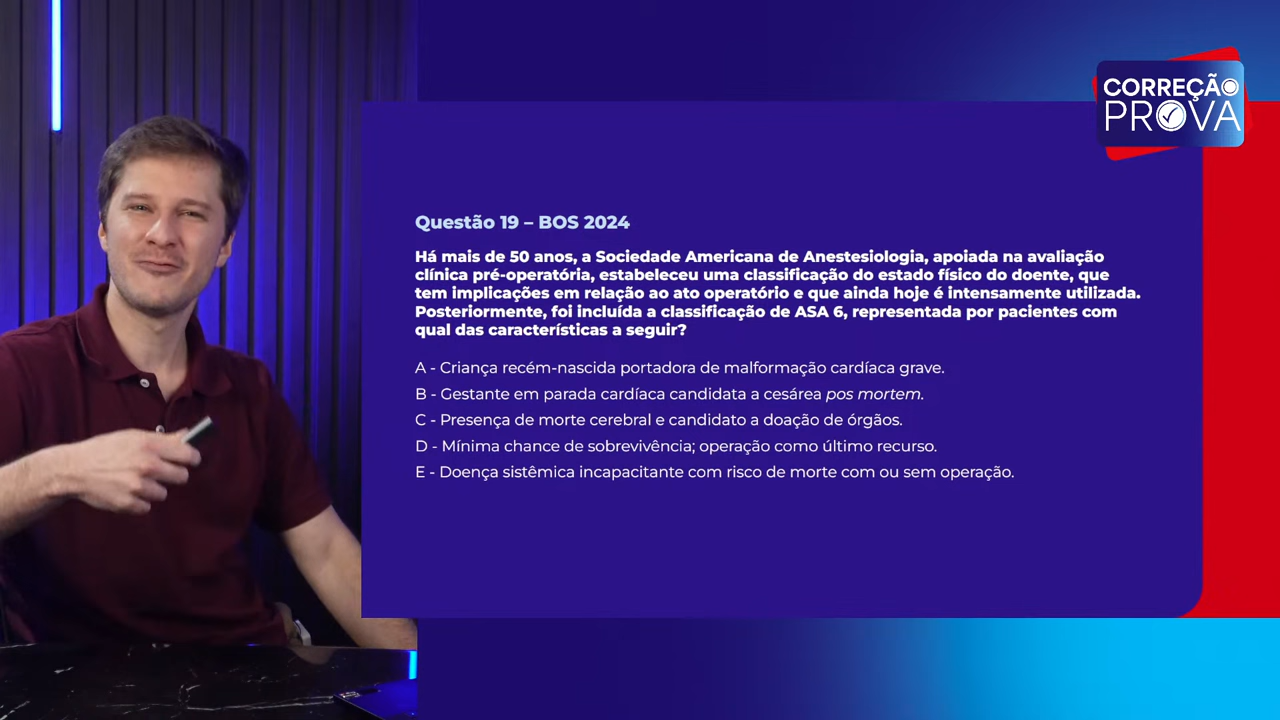 CORREÇÃO
PROVA
Questão 19 – BOS 2024
Há mais de 50 anos, a Sociedade Americana de Anestesiologia, apoiada na avaliação
clínica pré-operatória, estabeleceu uma classificação do estado físico do doente, que
tem implicações em relação ao ato operatório e que ainda hoje é intensamente utilizada.
Posteriormente, foi incluída a classificação de ASA 6, representada por pacientes com
qual das características a seguir?
A - Criança recém-nascida portadora de malformação cardíaca grave.
B - Gestante em parada cardíaca candidata a cesárea pos mortem.
C - Presença de morte cerebral e candidato a doação de órgãos.
D - Mínima chance de sobrevivência; operação como último recurso.
E - Doença sistêmica incapacitante com risco de morte com ou sem operação.